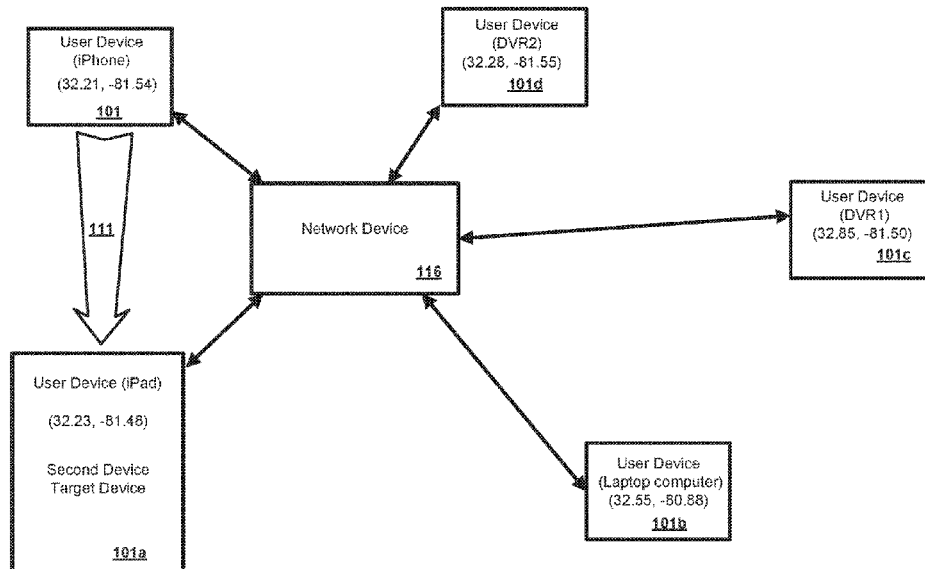 User Device
(iPhone)
(32.21, -81.54)
101
User Device
(DVR2)
(32.28, -81.55)
101d
111
Network Device
116
User Device
(DVR1)
(32.85, -81.50)
101c
User Device (iPad)
(32.23, -81.48)
Second Device
Target Device
101a
User Device
(Laptop computer)
(32.55, -80.88)
101b